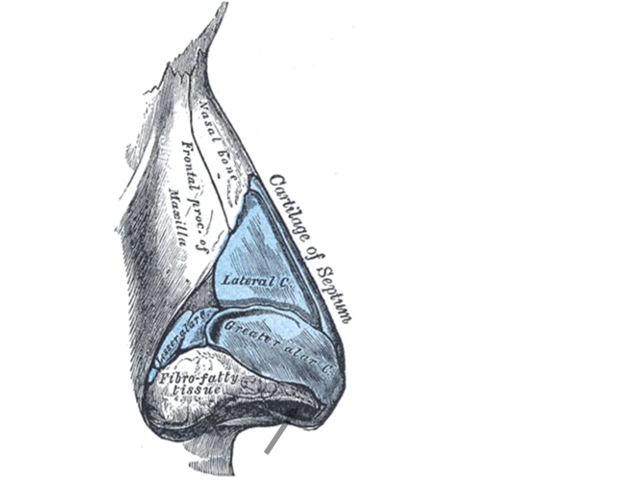 Nasal bone
Frontal proc. of
Maxilla
Cartilage of Septum
Lateral C.
Lesser alar C.
Greater alar C.
Fibro-fatty
tissue